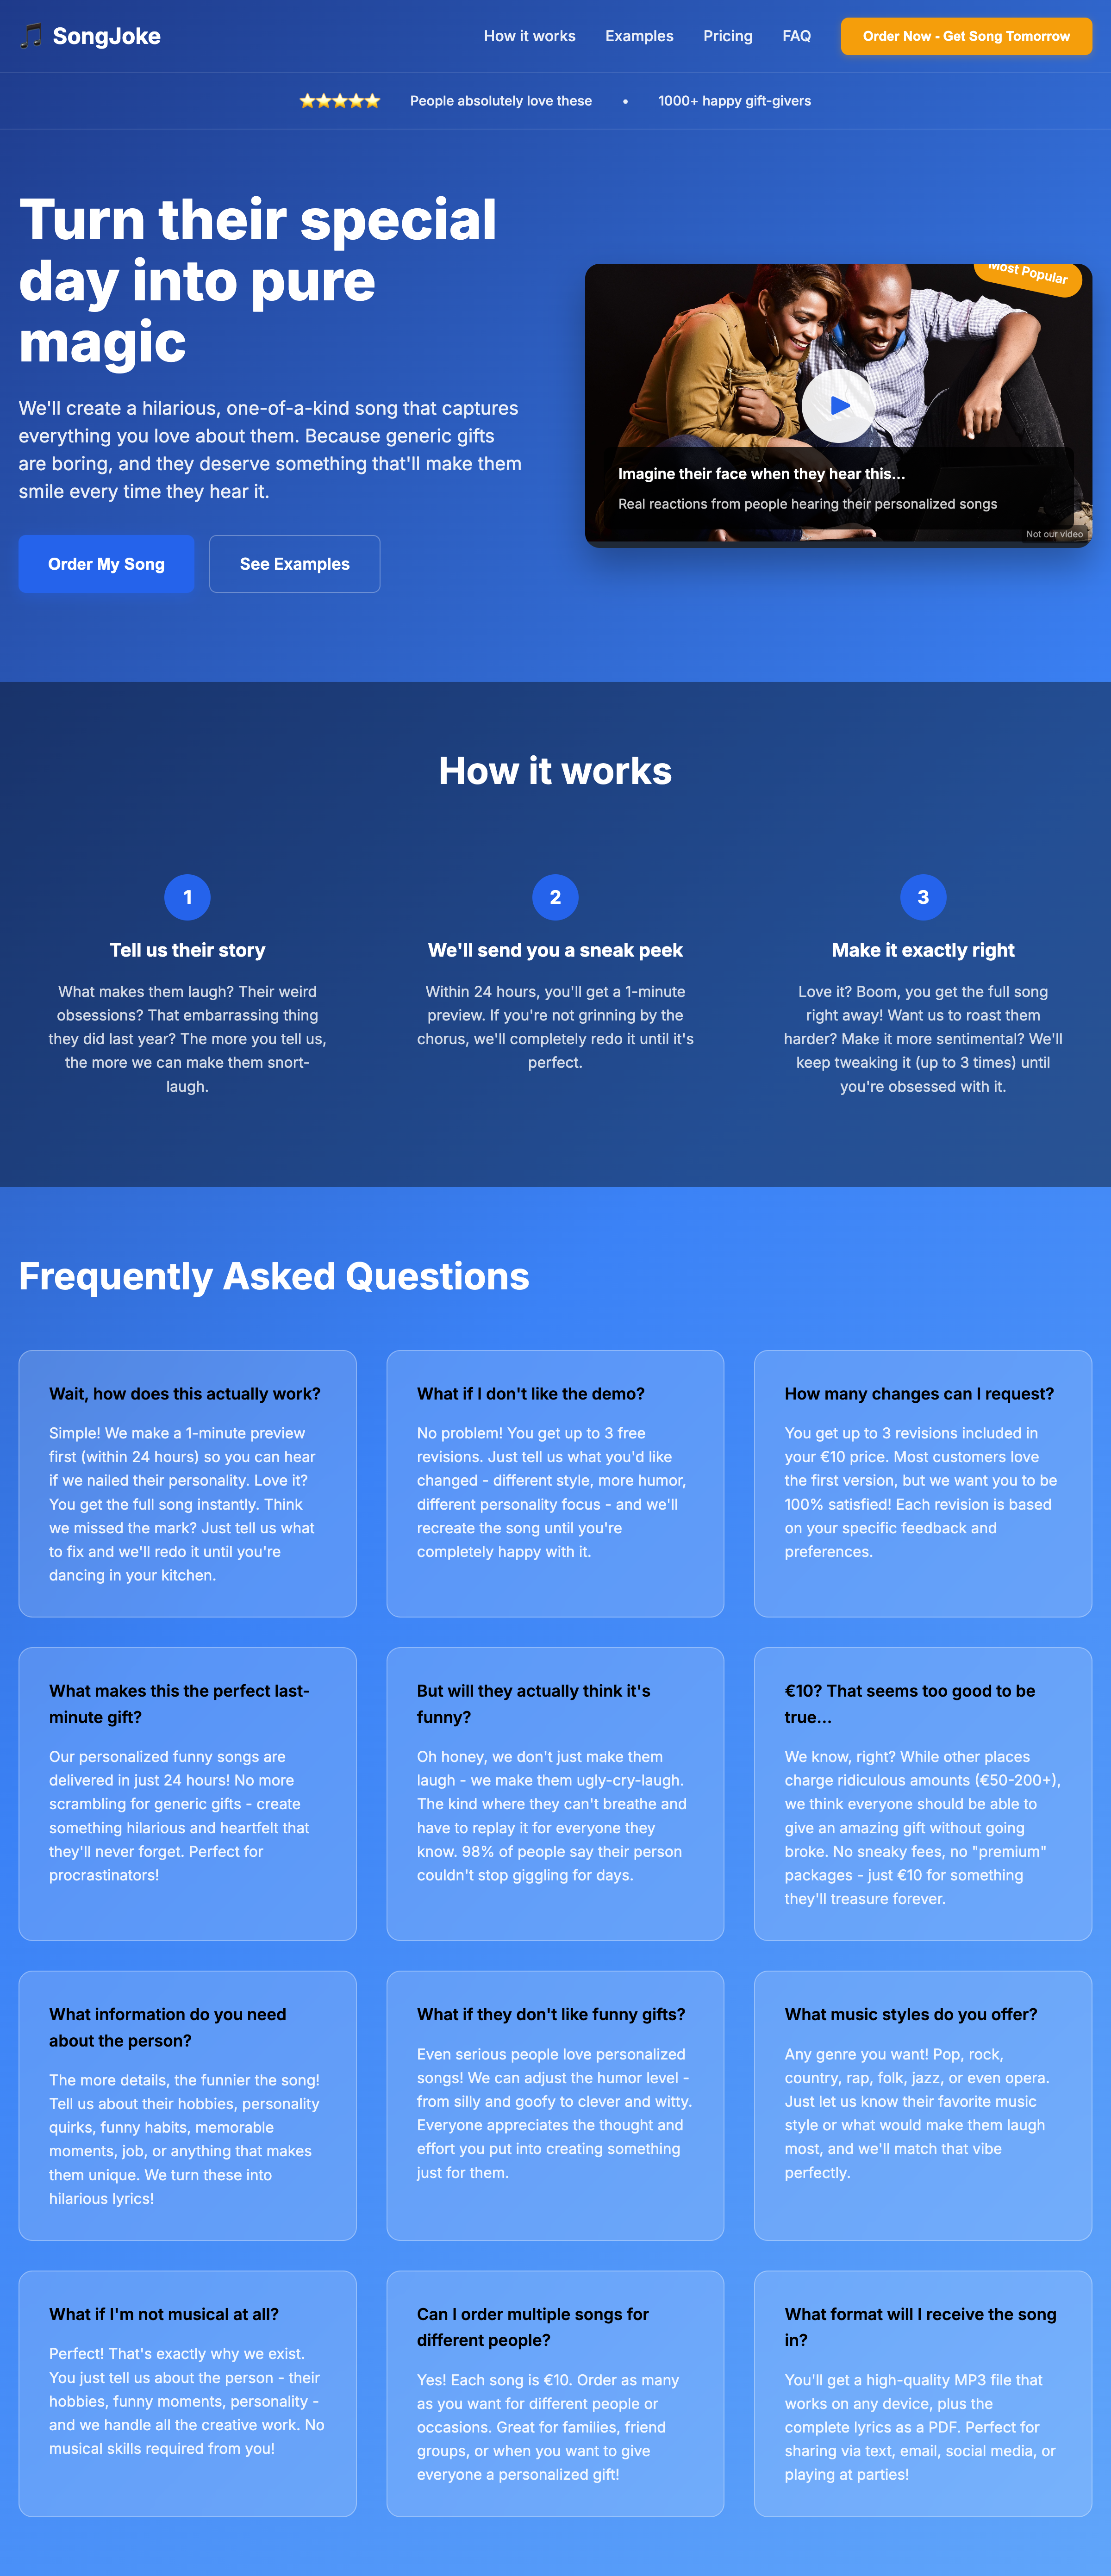 🎵 SongJoke
How it works
Examples
Pricing
FAQ
Order Now - Get Song Tomorrow
⭐⭐⭐⭐⭐ People absolutely love these • 1000+ happy gift-givers
Turn their special
day into pure
magic
We'll create a hilarious, one-of-a-kind song that captures
everything you love about them. Because generic gifts
are boring, and they deserve something that'll make them
smile every time they hear it.
Order My Song
See Examples
Most Popular
Imagine their face when they hear this...
Real reactions from people hearing their personalized songs
Not our video
How it works
1
Tell us their story
What makes them laugh? Their weird
obsessions? That embarrassing thing
they did last year? The more you tell us,
the more we can make them snort-
laugh.
2
We'll send you a sneak peek
Within 24 hours, you'll get a 1-minute
preview. If you're not grinning by the
chorus, we'll completely redo it until it's
perfect.
3
Make it exactly right
Love it? Boom, you get the full song
right away! Want us to roast them
harder? Make it more sentimental? We'll
keep tweaking it (up to 3 times) until
you're obsessed with it.
Frequently Asked Questions
Wait, how does this actually work?
Simple! We make a 1-minute preview
first (within 24 hours) so you can hear
if we nailed their personality. Love it?
You get the full song instantly. Think
we missed the mark? Just tell us what
to fix and we'll redo it until you're
dancing in your kitchen.
What if I don't like the demo?
No problem! You get up to 3 free
revisions. Just tell us what you'd like
changed - different style, more humor,
different personality focus - and we'll
recreate the song until you're
completely happy with it.
How many changes can I request?
You get up to 3 revisions included in
your €10 price. Most customers love
the first version, but we want you to be
100% satisfied! Each revision is based
on your specific feedback and
preferences.
What makes this the perfect last-
minute gift?
Our personalized funny songs are
delivered in just 24 hours! No more
scrambling for generic gifts - create
something hilarious and heartfelt that
they'll never forget. Perfect for
procrastinators!
But will they actually think it's
funny?
Oh honey, we don't just make them
laugh - we make them ugly-cry-laugh.
The kind where they can't breathe and
have to replay it for everyone they
know. 98% of people say their person
couldn't stop giggling for days.
€10? That seems too good to be
true...
We know, right? While other places
charge ridiculous amounts (€50-200+),
we think everyone should be able to
give an amazing gift without going
broke. No sneaky fees, no "premium"
packages - just €10 for something
they'll treasure forever.
What information do you need
about the person?
The more details, the funnier the song!
Tell us about their hobbies, personality
quirks, funny habits, memorable
moments, job, or anything that makes
them unique. We turn these into
hilarious lyrics!
What if they don't like funny gifts?
Even serious people love personalized
songs! We can adjust the humor level -
from silly and goofy to clever and witty.
Everyone appreciates the thought and
effort you put into creating something
just for them.
What music styles do you offer?
Any genre you want! Pop, rock,
country, rap, folk, jazz, or even opera.
Just let us know their favorite music
style or what would make them laugh
most, and we'll match that vibe
perfectly.
What if I'm not musical at all?
Perfect! That's exactly why we exist.
You just tell us about the person - their
hobbies, funny moments, personality -
and we handle all the creative work. No
musical skills required from you!
Can I order multiple songs for
different people?
Yes! Each song is €10. Order as many
as you want for different people or
occasions. Great for families, friend
groups, or when you want to give
everyone a personalized gift!
What format will I receive the song
in?
You'll get a high-quality MP3 file that
works on any device, plus the
complete lyrics as a PDF. Perfect for
sharing via text, email, social media, or
playing at parties!